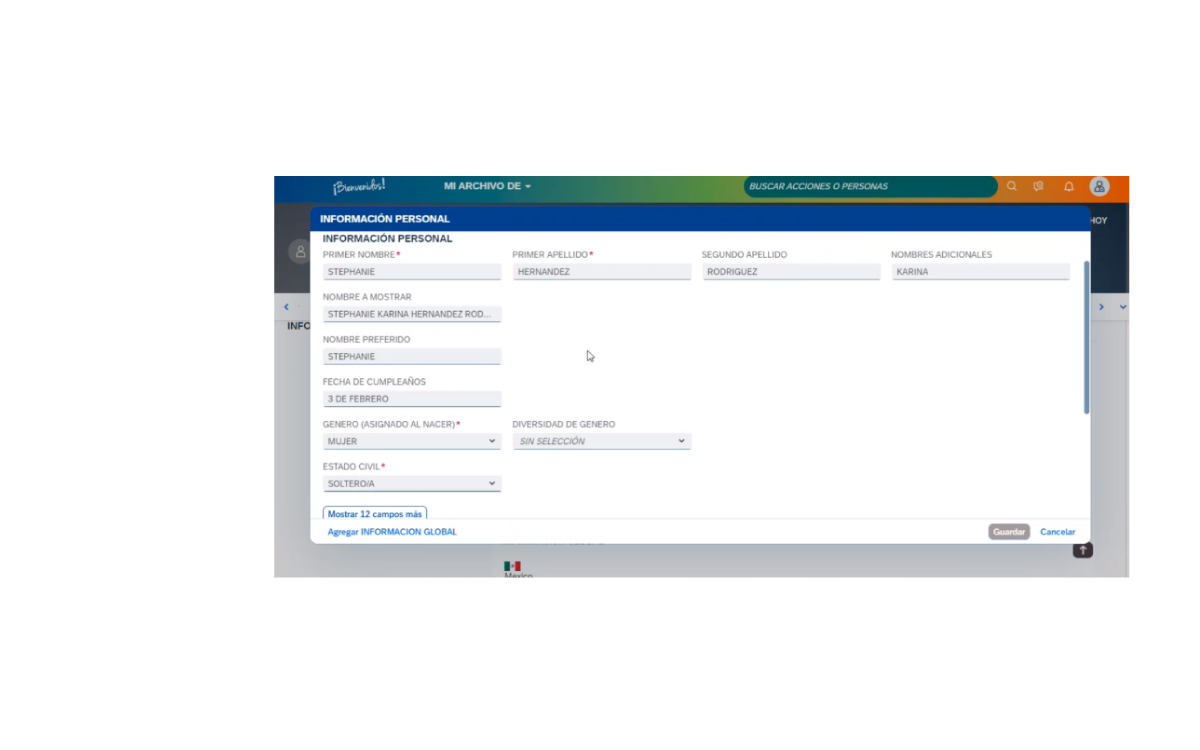 ¡Bienvenidos!
MI ARCHIVO DE
BUSCAR ACCIONES O PERSONAS
INFORMACIÓN PERSONAL
HOY
INFORMACIÓN PERSONAL
PRIMER NOMBRE* PRIMER APELLIDO* SEGUNDO APELLIDO NOMBRES ADICIONALES
STEPHANIE HERNANDEZ RODRIGUEZ KARINA
NOMBRE A MOSTRAR
STEPHANIE KARINA HERNANDEZ ROD...
INFO
NOMBRE PREFERIDO
STEPHANIE
FECHA DE CUMPLEAÑOS
3 DE FEBRERO
GENERO (ASIGNADO AL NACER)* DIVERSIDAD DE GENERO
MUJER SIN SELECCIÓN
ESTADO CIVIL*
SOLTERO/A
Mostrar 12 campos más
Agregar INFORMACION GLOBAL Guardar Cancelar
Mexico